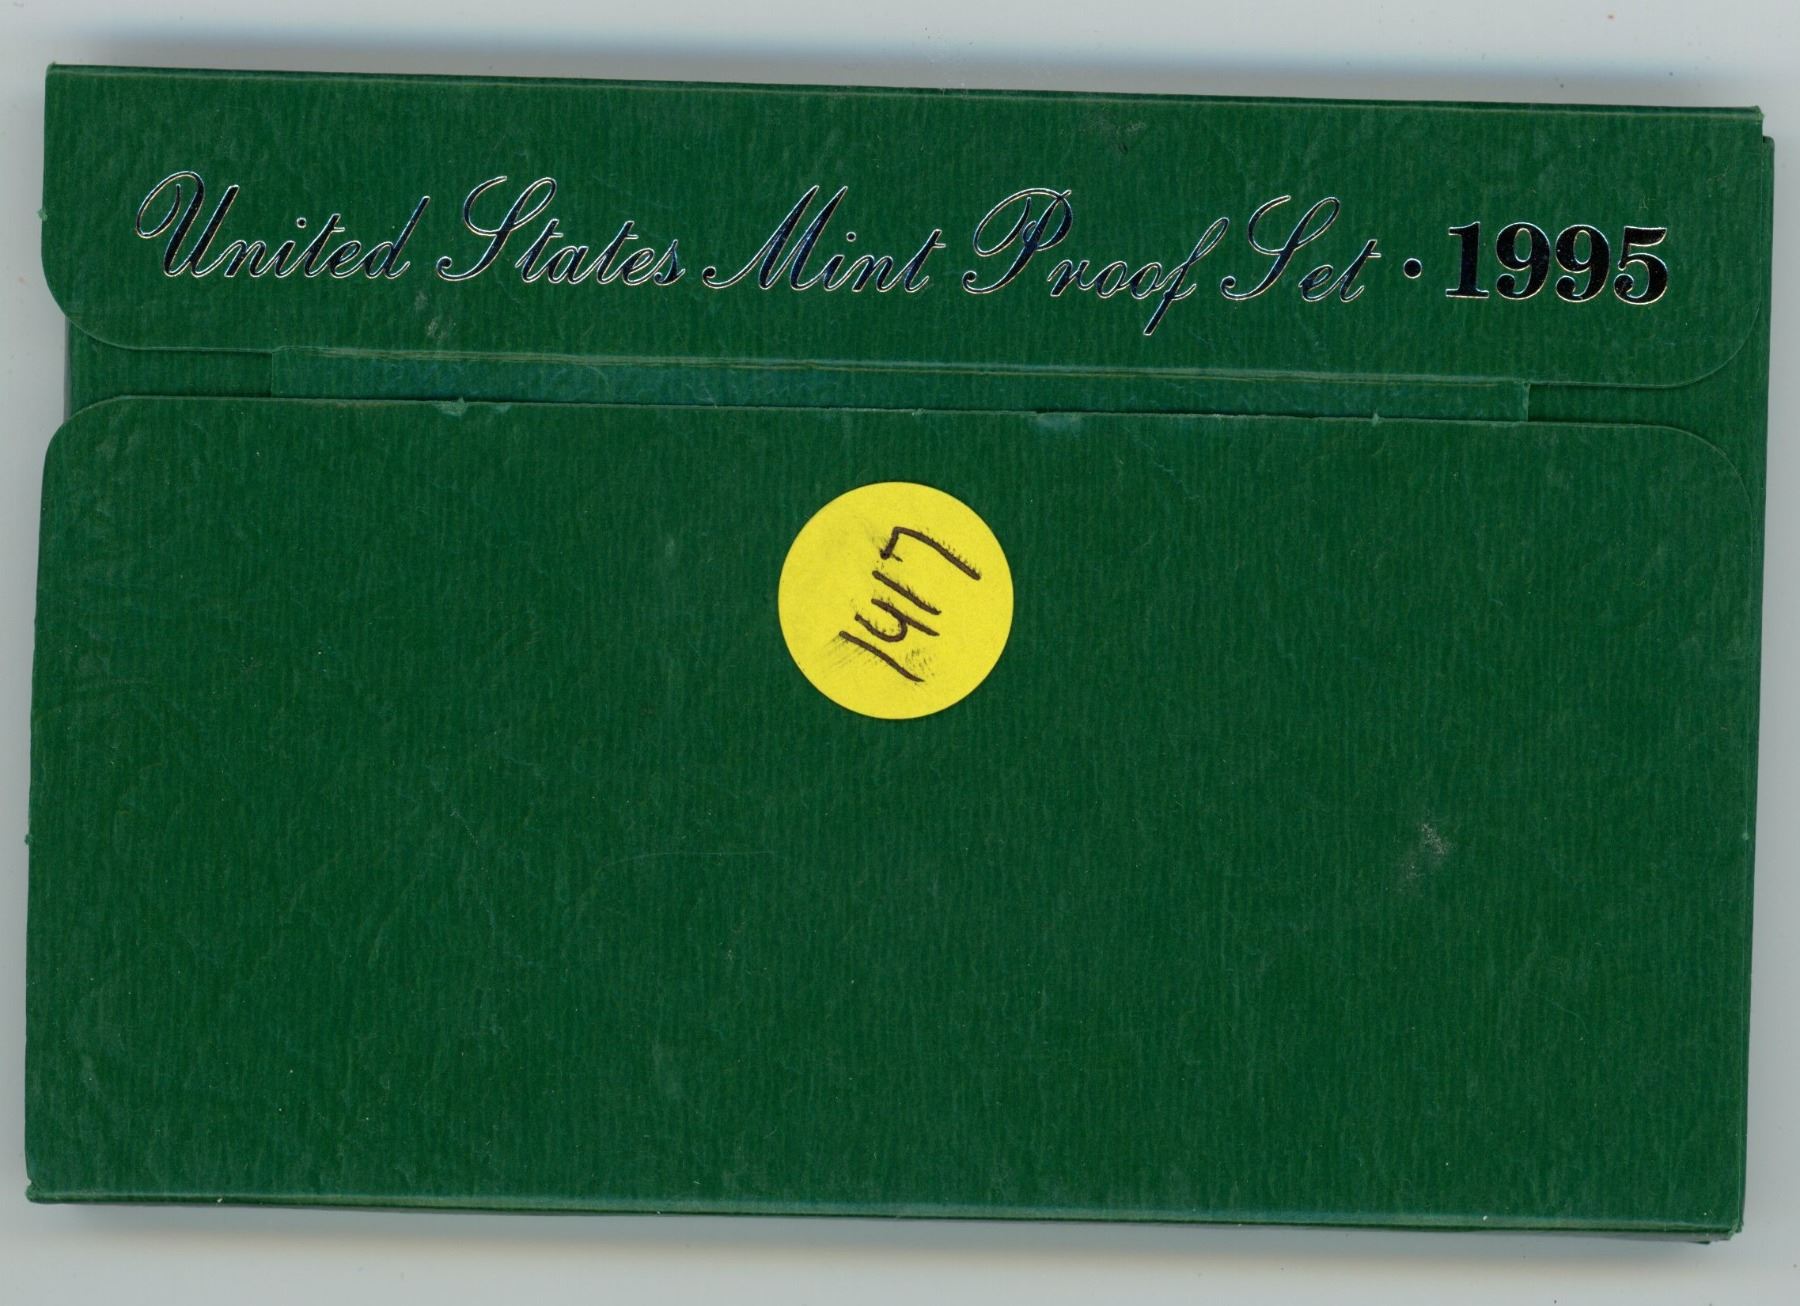 United States Mint Proof Set • 1995
1417